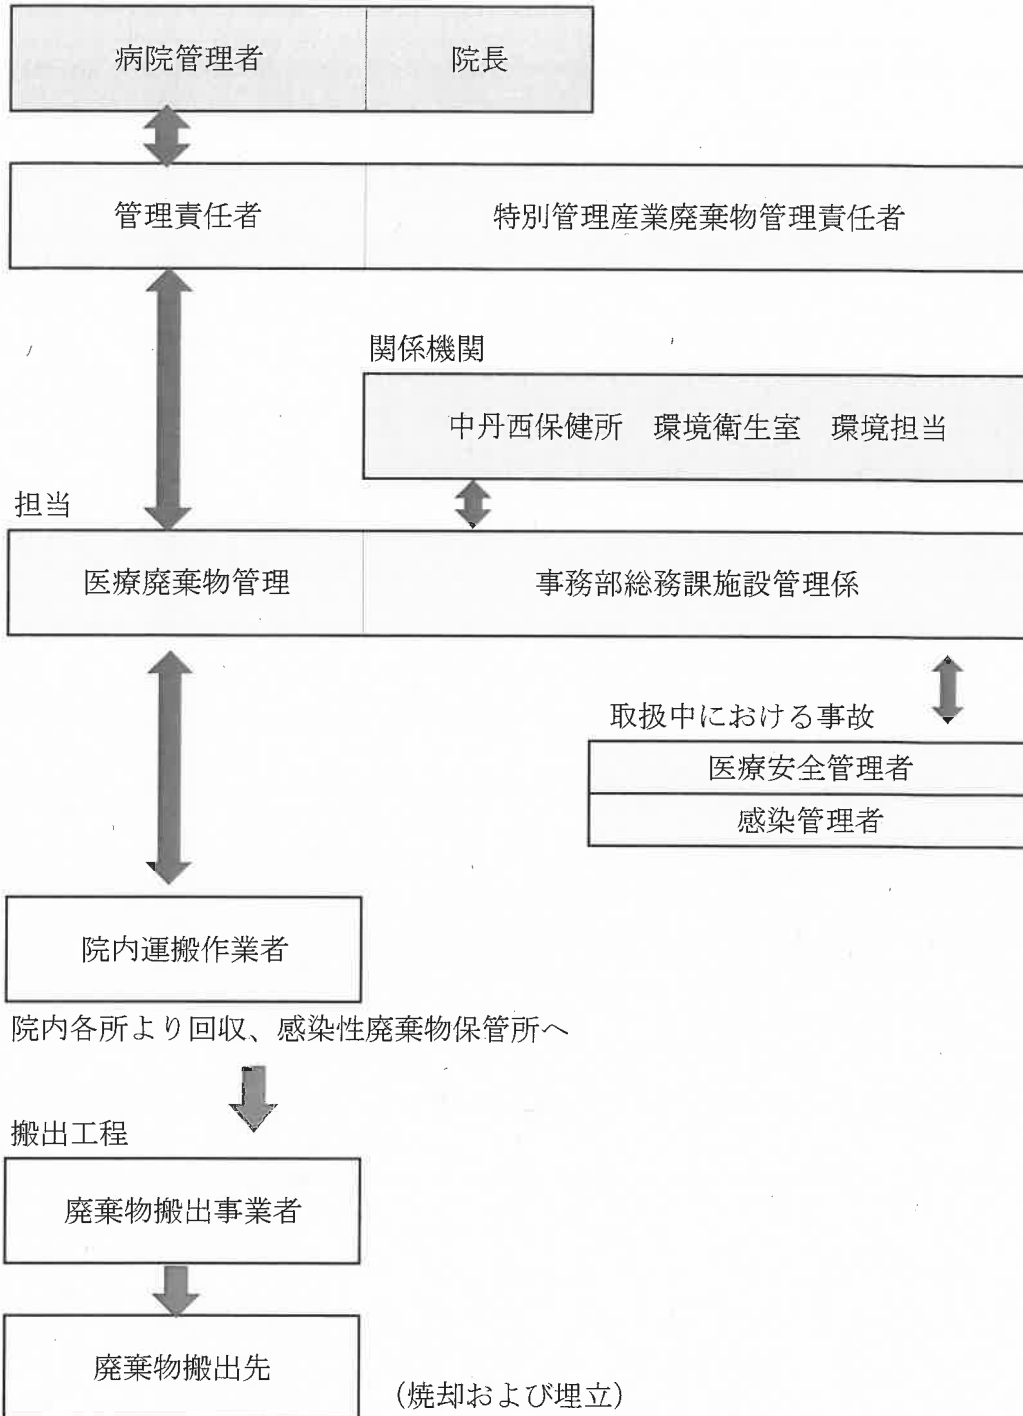 病院管理者 院長
管理責任者 特別管理産業廃棄物管理責任者
関係機関
中丹西保健所 環境衛生室 環境担当
担当
医療廃棄物管理 事務部総務課施設管理係
取扱中における事故
医療安全管理者
感染管理者
院内運搬作業者
院内各所より回収、感染性廃棄物保管所へ
搬出工程
廃棄物搬出事業者
廃棄物搬出先
(焼却および埋立)